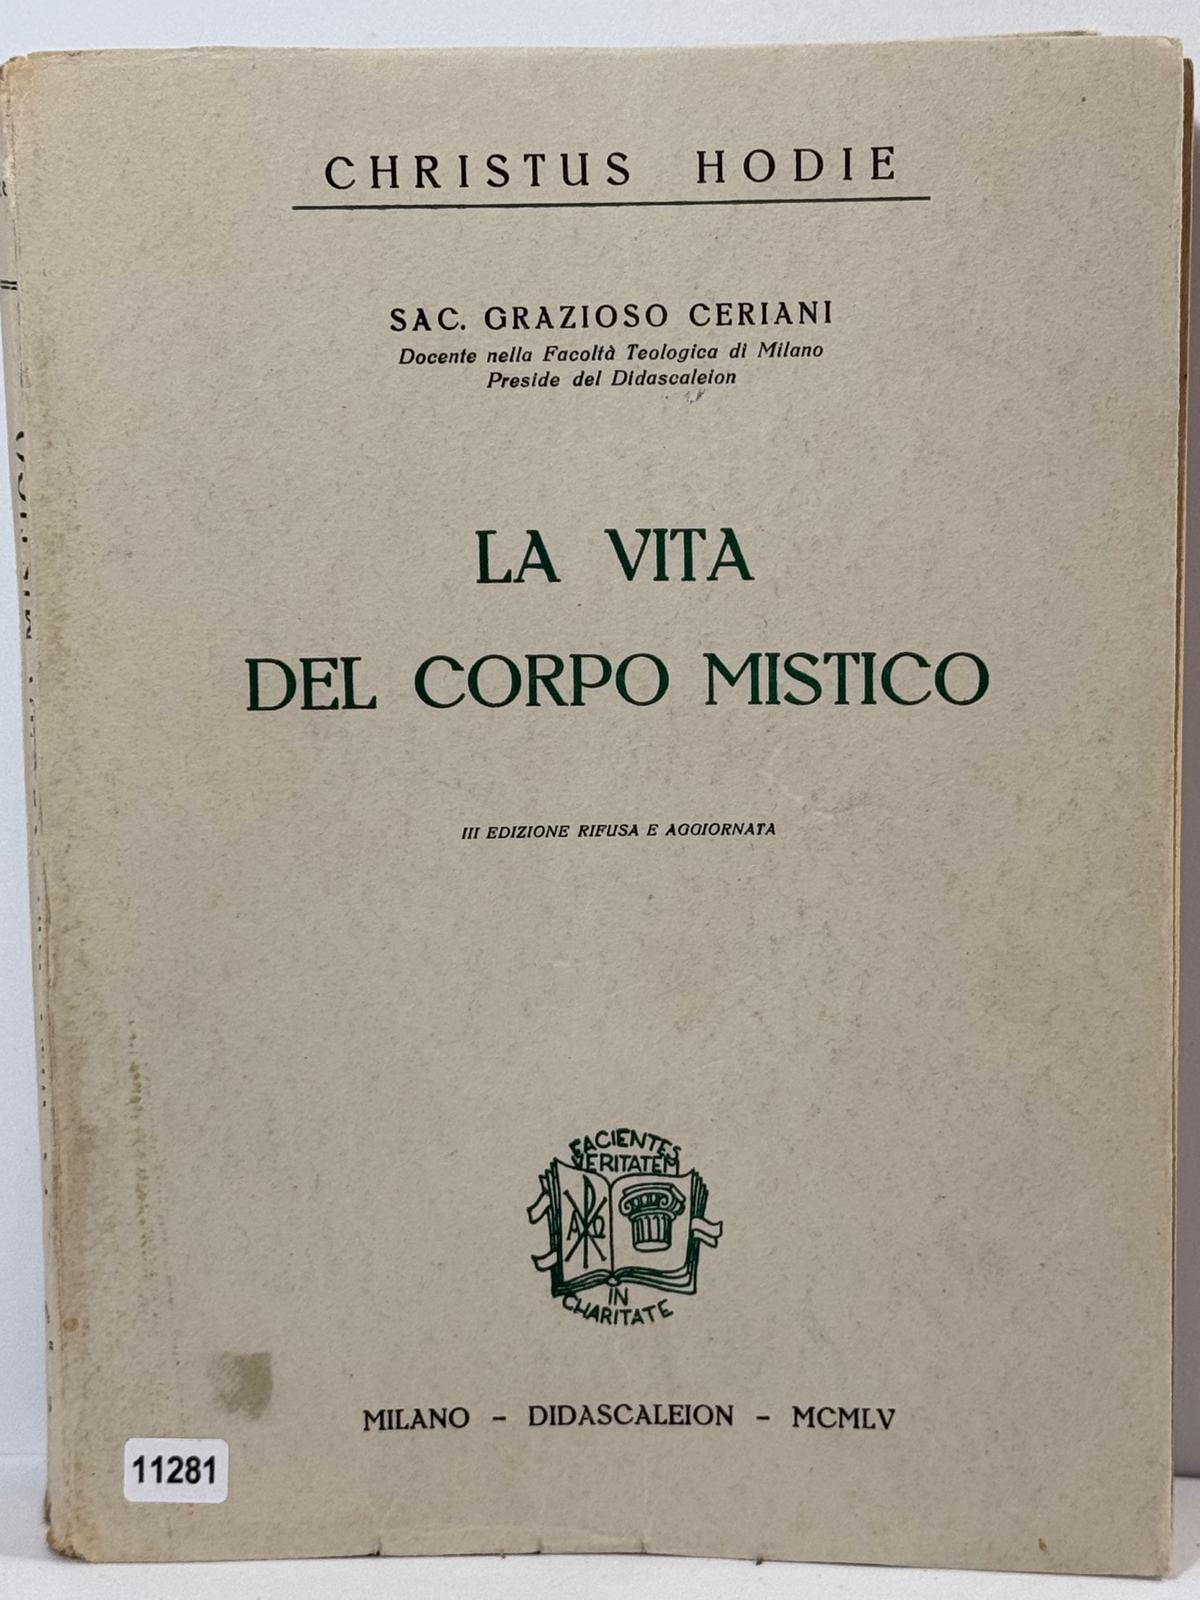 CHRISTUS HODIE
SAC. GRAZIOSO CERIANI
Docente nella Facoltà Teologica di Milano
Preside del Didascaleion
LA VITA
DEL CORPO MISTICO
III EDIZIONE RIFUSA E AGGIORNATA
FACIENTES
VERITATEM
A Ω
IN
CHARITATE
MILANO - DIDASCALEION - MCMLV
11281